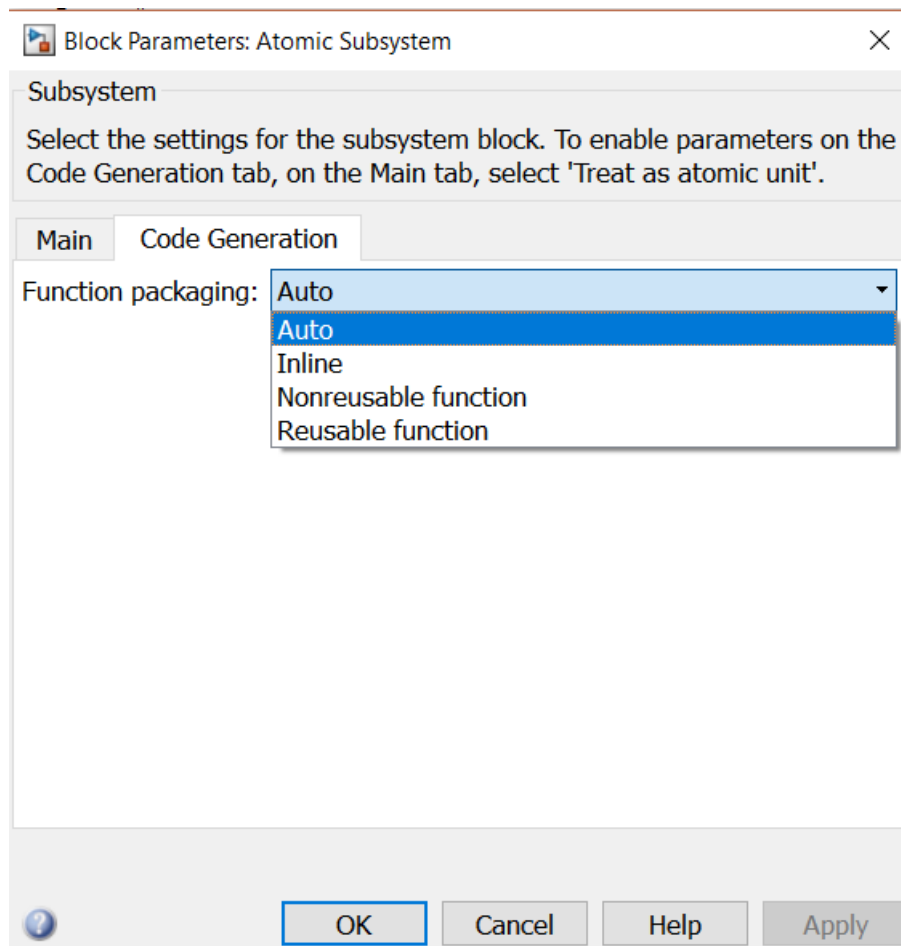 Block Parameters: Atomic Subsystem
Subsystem
Select the settings for the subsystem block. To enable parameters on the
Code Generation tab, on the Main tab, select 'Treat as atomic unit'.
Main Code Generation
Function packaging: Auto
Auto
Inline
Nonreusable function
Reusable function
OK Cancel Help Apply